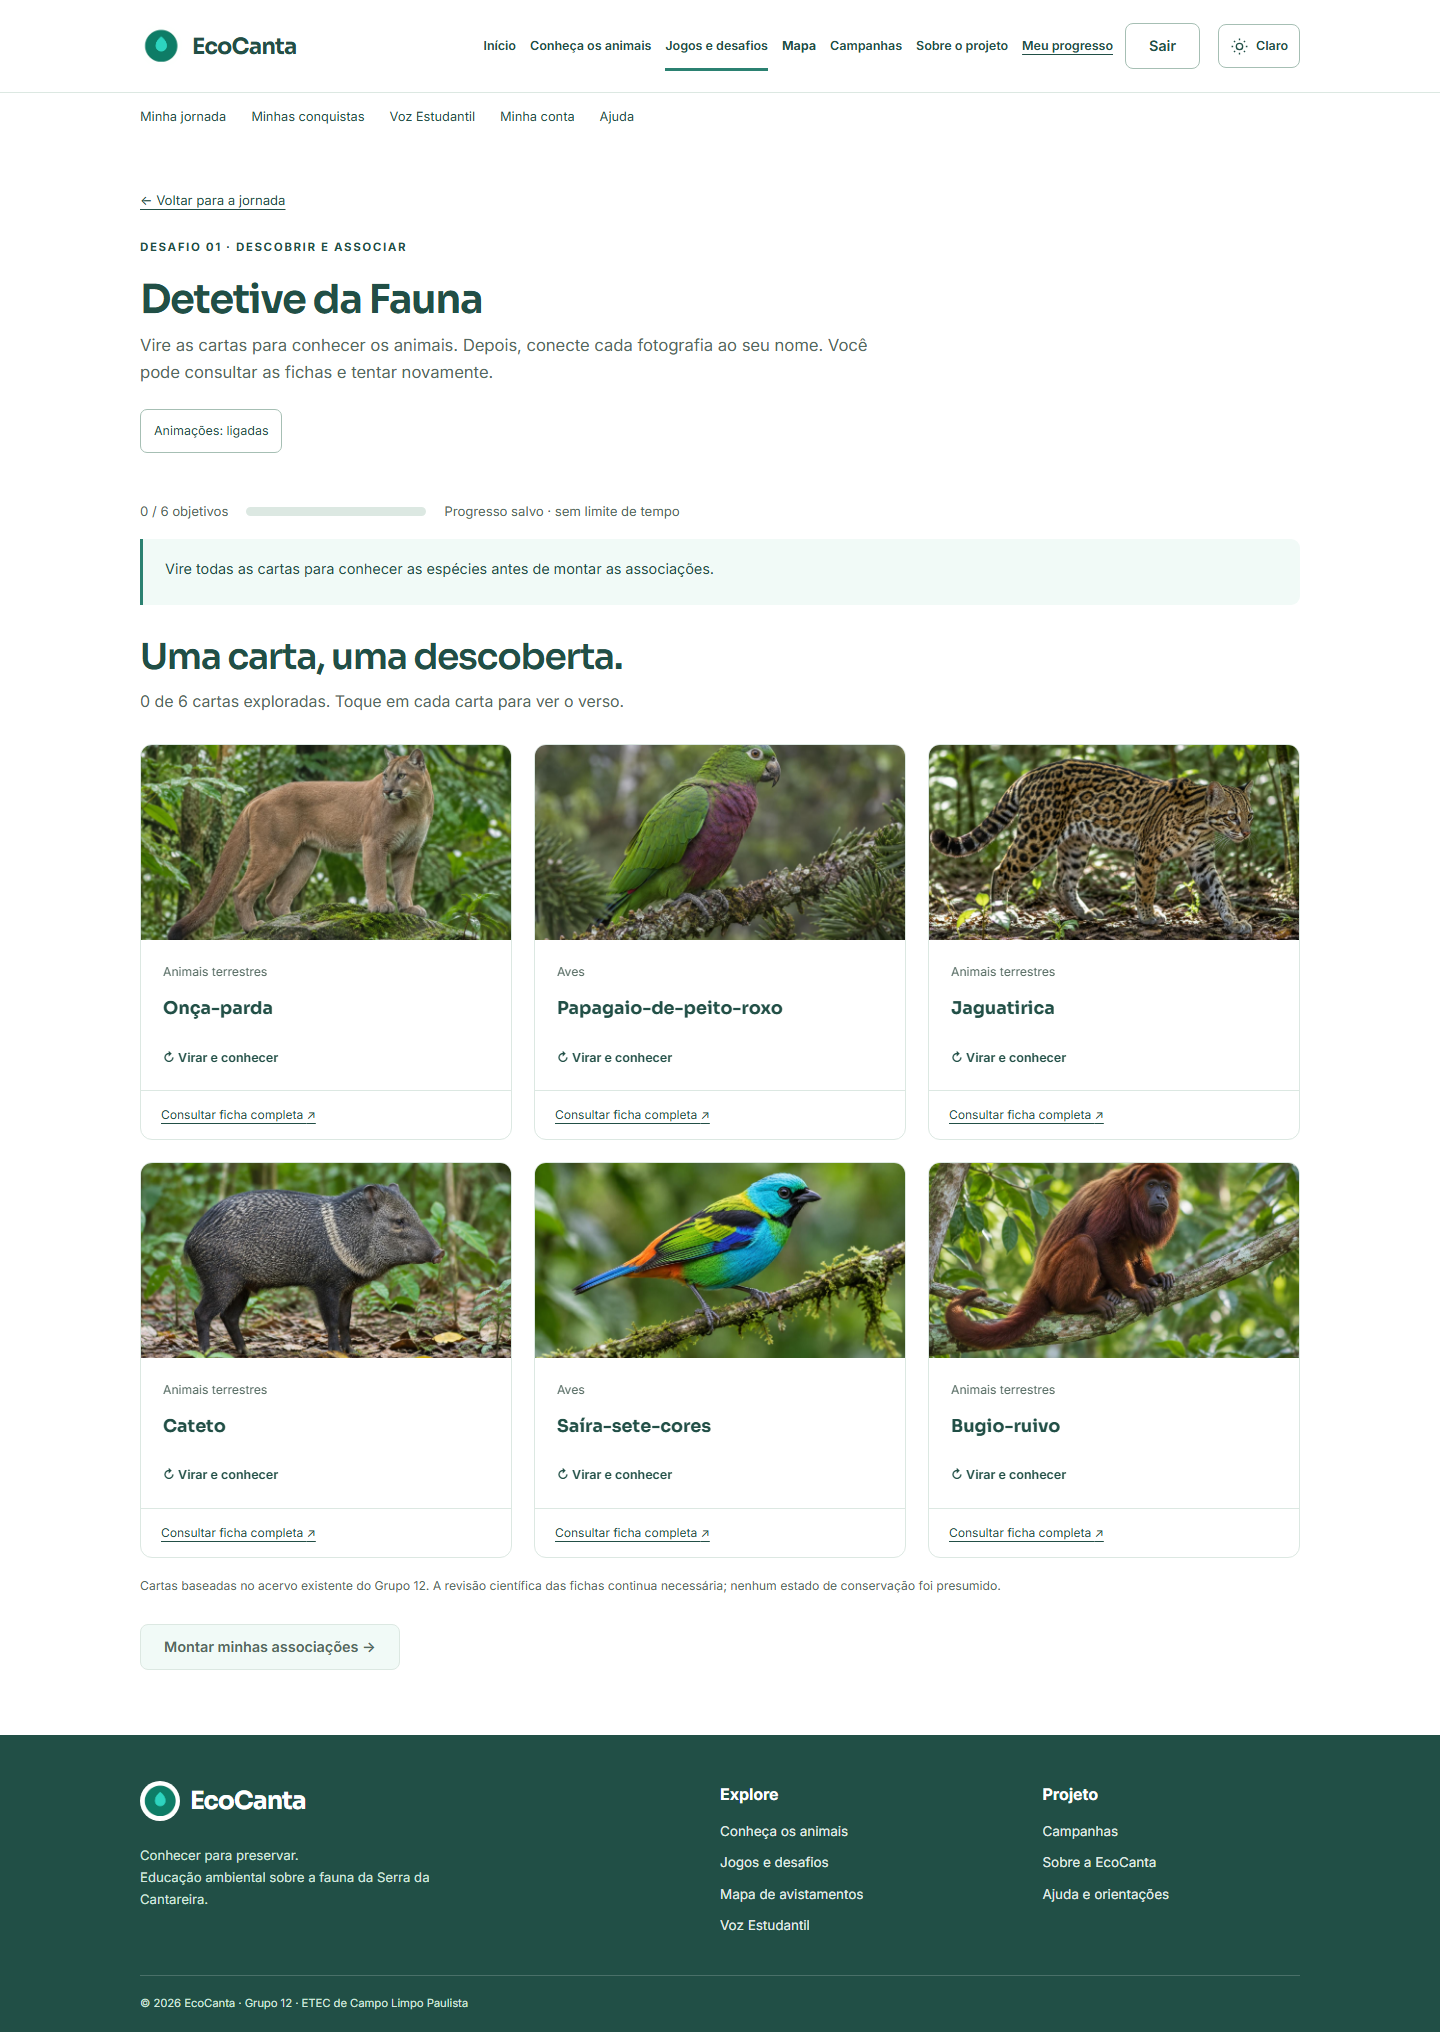 EcoCanta
Início Conheça os animais Jogos e desafios Mapa Campanhas Sobre o projeto Meu progresso Sair Claro
Minha jornada Minhas conquistas Voz Estudantil Minha conta Ajuda
← Voltar para a jornada
DESAFIO 01 · DESCOBRIR E ASSOCIAR
Detetive da Fauna
Vire as cartas para conhecer os animais. Depois, conecte cada fotografia ao seu nome. Você
pode consultar as fichas e tentar novamente.
Animações: ligadas
0 / 6 objetivos Progresso salvo · sem limite de tempo
Vire todas as cartas para conhecer as espécies antes de montar as associações.
Uma carta, uma descoberta.
0 de 6 cartas exploradas. Toque em cada carta para ver o verso.
Animais terrestres
Onça-parda
↻ Virar e conhecer
Consultar ficha completa ↗
Aves
Papagaio-de-peito-roxo
↻ Virar e conhecer
Consultar ficha completa ↗
Animais terrestres
Jaguatirica
↻ Virar e conhecer
Consultar ficha completa ↗
Animais terrestres
Cateto
↻ Virar e conhecer
Consultar ficha completa ↗
Aves
Saíra-sete-cores
↻ Virar e conhecer
Consultar ficha completa ↗
Animais terrestres
Bugio-ruivo
↻ Virar e conhecer
Consultar ficha completa ↗
Cartas baseadas no acervo existente do Grupo 12. A revisão científica das fichas continua necessária; nenhum estado de conservação foi presumido.
Montar minhas associações →
EcoCanta
Conhecer para preservar.
Educação ambiental sobre a fauna da Serra da
Cantareira.
Explore
Conheça os animais
Jogos e desafios
Mapa de avistamentos
Voz Estudantil
Projeto
Campanhas
Sobre a EcoCanta
Ajuda e orientações
© 2026 EcoCanta · Grupo 12 · ETEC de Campo Limpo Paulista